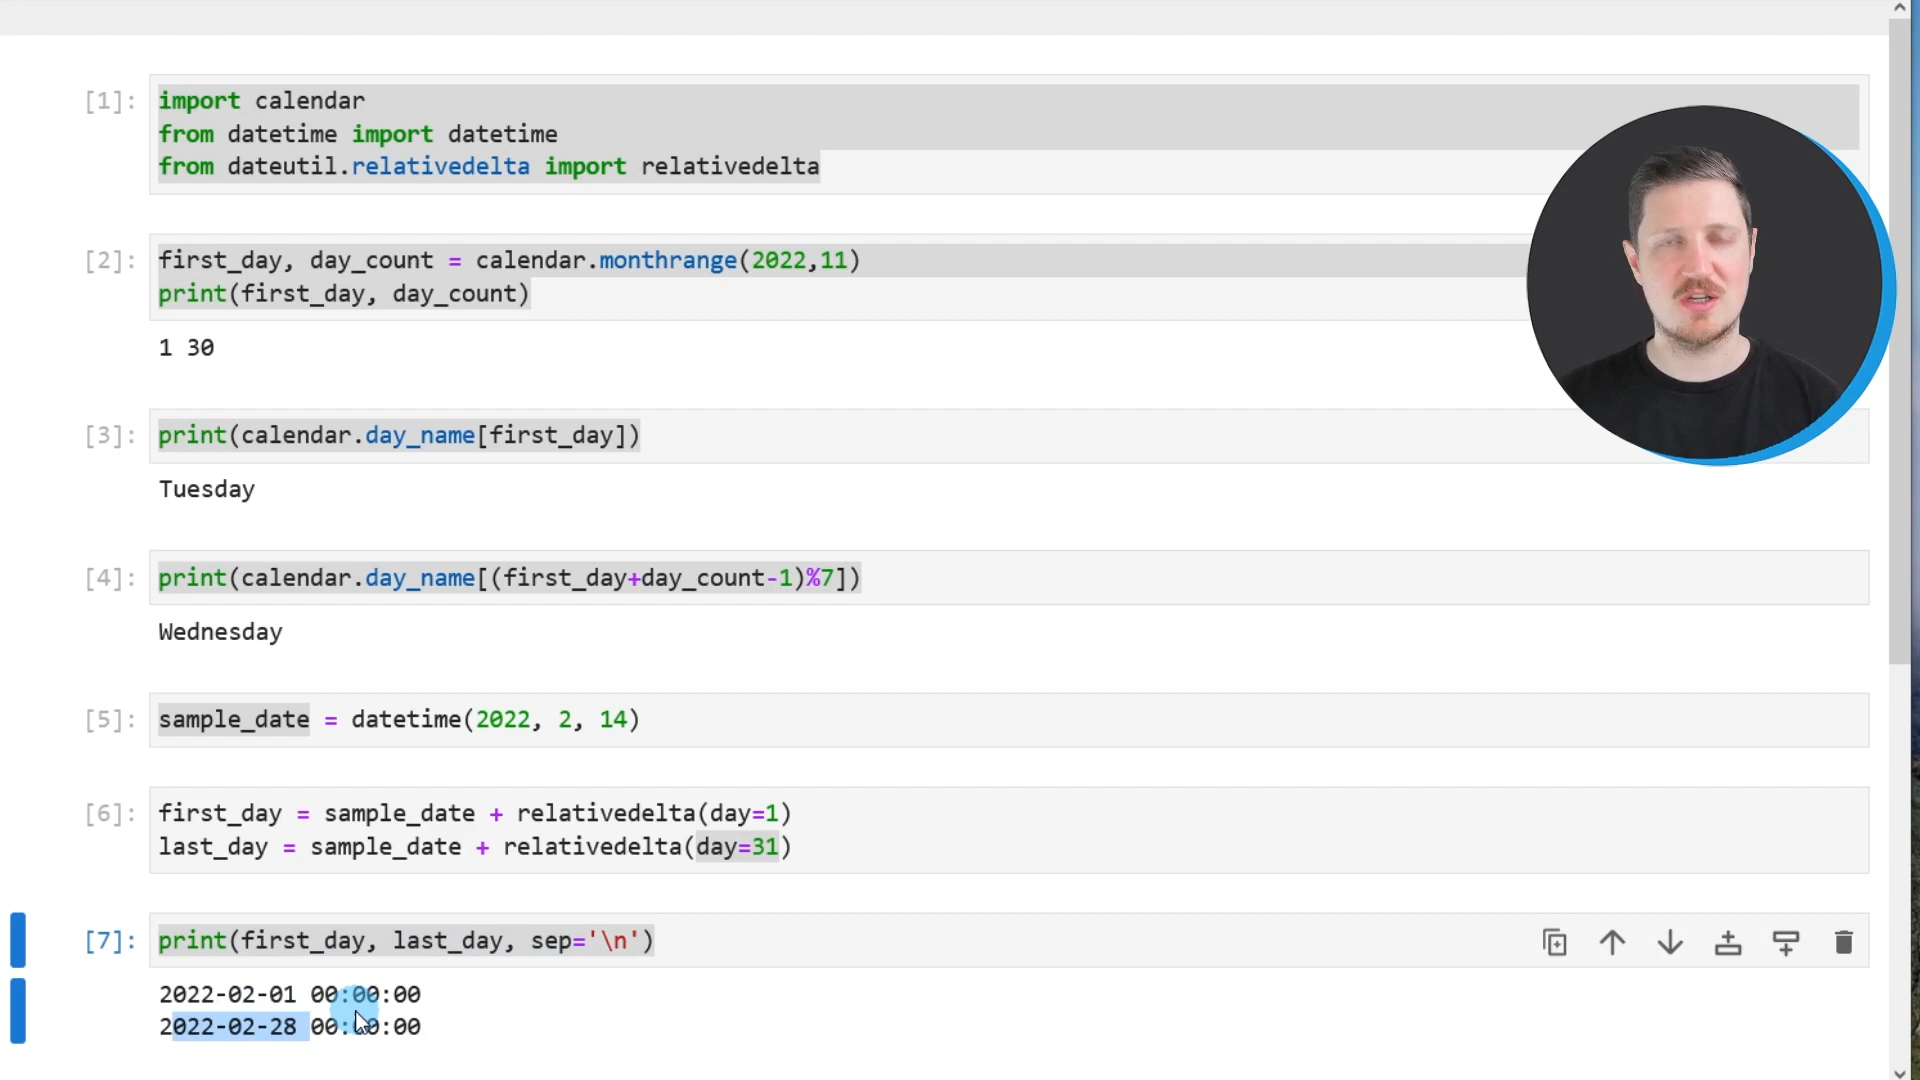 [1]: import calendar
from datetime import datetime
from dateutil.relativedelta import relativedelta
[2]: first_day, day_count = calendar.monthrange(2022,11)
print(first_day, day_count)
1 30
[3]: print(calendar.day_name[first_day])
Tuesday
[4]: print(calendar.day_name[(first_day+day_count-1)%7])
Wednesday
[5]: sample_date = datetime(2022, 2, 14)
[6]: first_day = sample_date + relativedelta(day=1)
last_day = sample_date + relativedelta(day=31)
[7]: print(first_day, last_day, sep='\n')
2022-02-01 00:00:00
2022-02-28 00:00:00